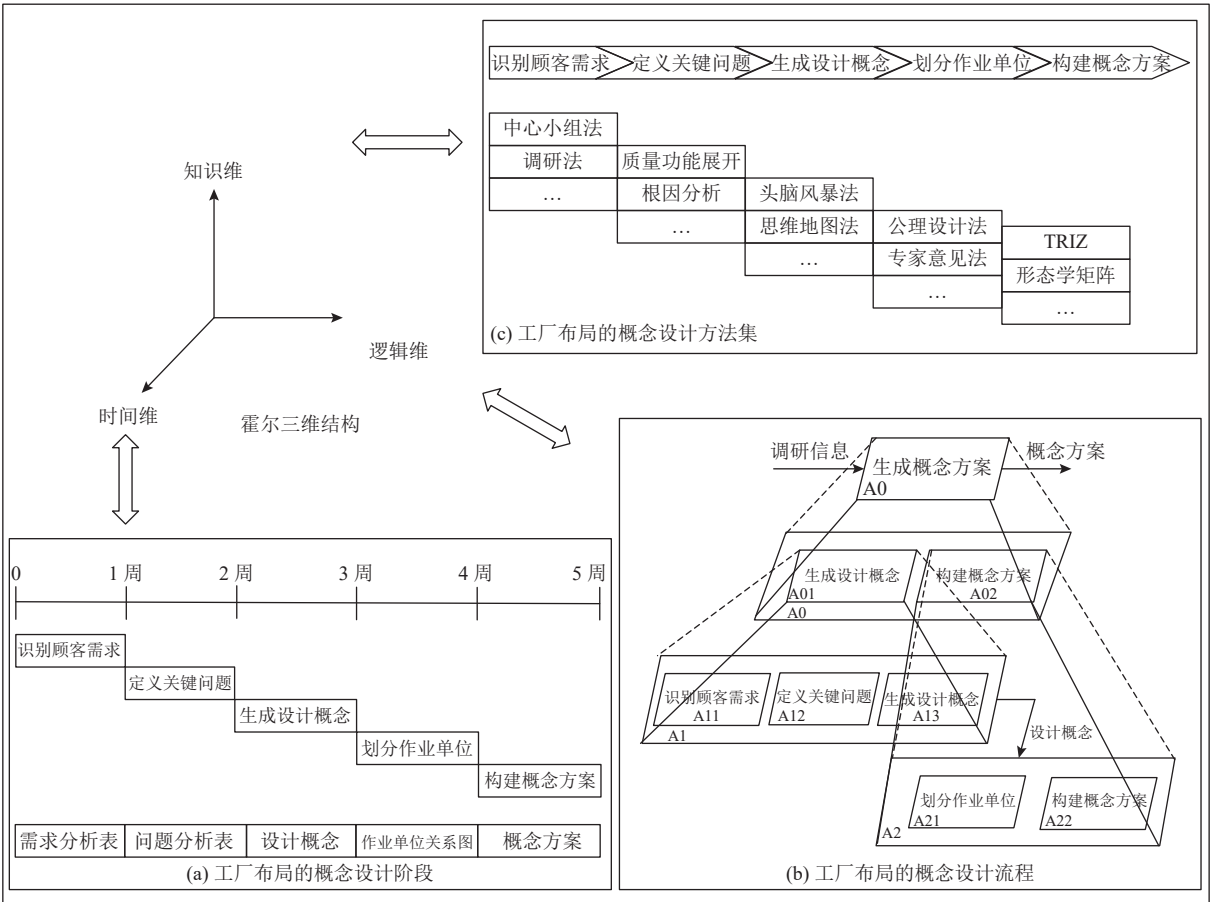 识别顾客需求 定义关键问题 生成设计概念 划分作业单位 构建概念方案
中心小组法
调研法 质量功能展开
… 根因分析 头脑风暴法
… 思维地图法 公理设计法 TRIZ
… 专家意见法 形态学矩阵
… …
(c) 工厂布局的概念设计方法集
知识维
逻辑维
时间维
霍尔三维结构
0 1 周 2 周 3 周 4 周 5 周
识别顾客需求
定义关键问题
生成设计概念
划分作业单位
构建概念方案
需求分析表 问题分析表 设计概念 作业单位关系图 概念方案
(a) 工厂布局的概念设计阶段
调研信息 生成概念方案 概念方案
A0
生成设计概念 构建概念方案
A01 A02
A0
识别顾客需求 定义关键问题 生成设计概念
A11 A12 A13
A1
设计概念
划分作业单位 构建概念方案
A21 A22
A2
(b) 工厂布局的概念设计流程